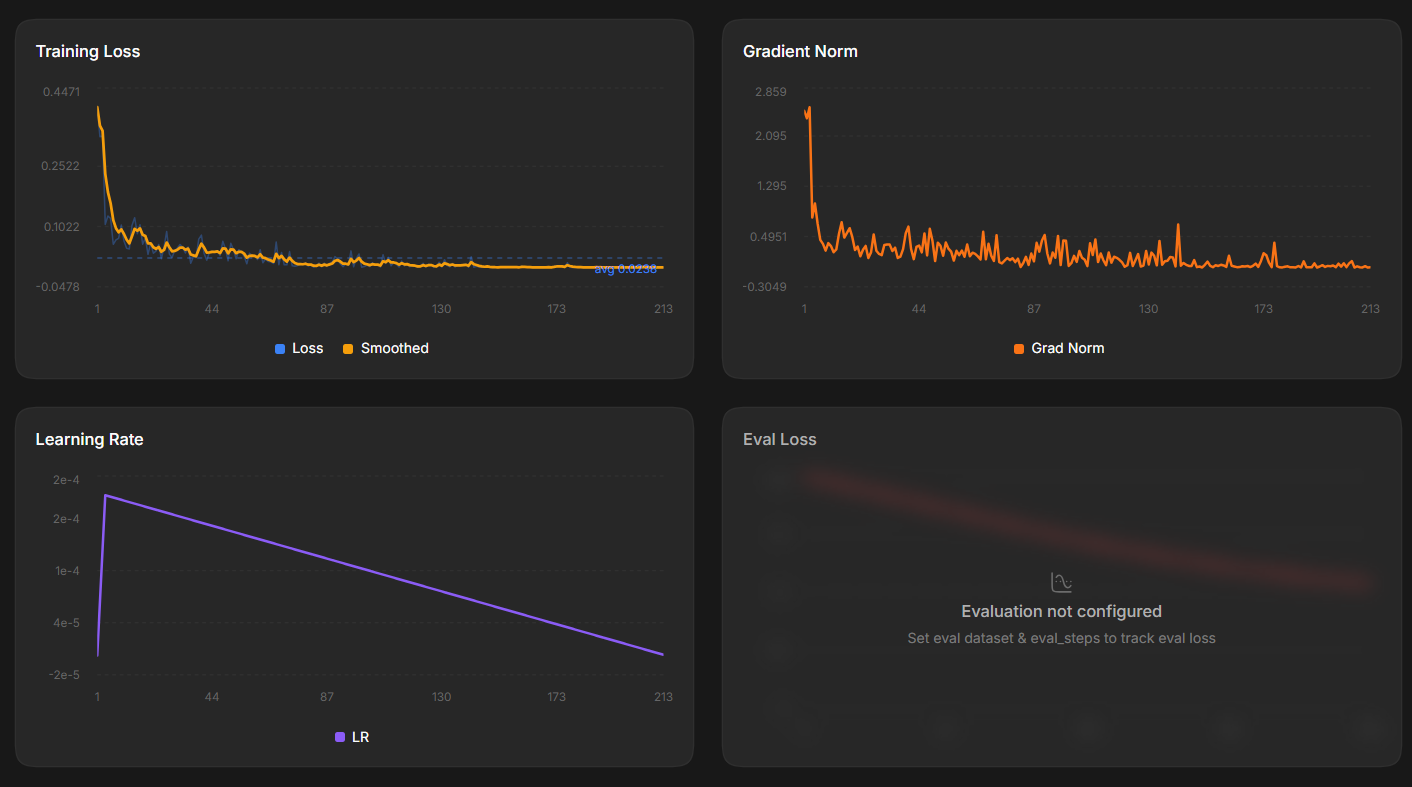 Training Loss
0.4471
0.2522
0.1022
-0.0478
avg 0.0238
1 44 87 130 173 213
Loss Smoothed
Gradient Norm
2.859
2.095
1.295
0.4951
-0.3049
1 44 87 130 173 213
Grad Norm
Learning Rate
2e-4
2e-4
1e-4
4e-5
-2e-5
1 44 87 130 173 213
LR
Eval Loss
Evaluation not configured
Set eval dataset & eval_steps to track eval loss